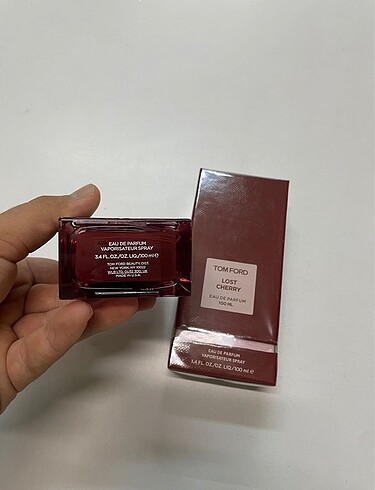 EAU DE PARFUM
VAPORISATEUR SPRAY
3.4 FL.OZ./OZ. LIQ./100 ml e
TOM FORD BEAUTY, DIST.
NEW YORK, NY 10022
MADE IN U.S.A.
TOM FORD
LOST
CHERRY
EAU DE PARFUM
100 ML
EAU DE PARFUM
VAPORISATEUR SPRAY
3.4 FL.OZ./OZ. LIQ./100 ml e